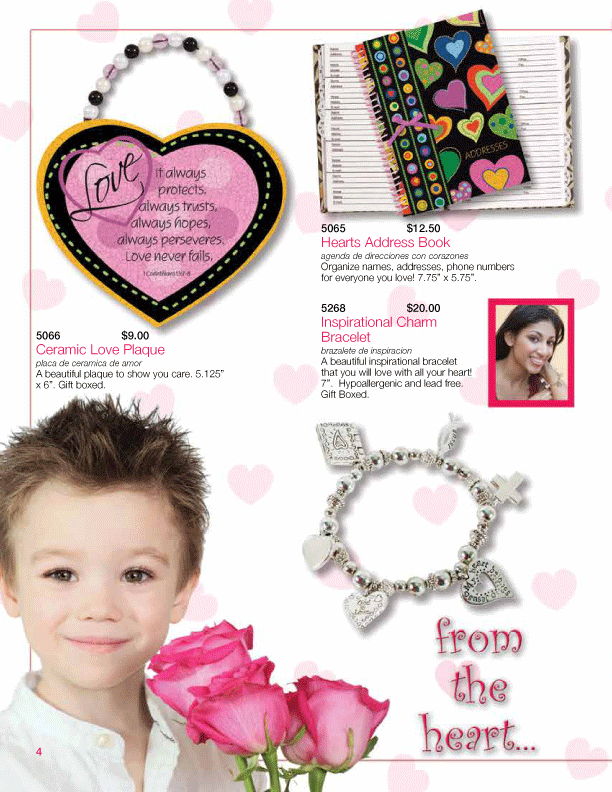 Love
It always
protects,
always trusts,
always hopes,
always perseveres.
Love never fails.
1 Corinthians 13:7-8
5066 $9.00
Ceramic Love Plaque
placa de ceramica de amor
A beautiful plaque to show you care. 5.125”
x 6”. Gift boxed.
ADDRESSES
5065 $12.50
Hearts Address Book
agenda de direcciones con corazones
Organize names, addresses, phone numbers
for everyone you love! 7.75” x 5.75”.
5268 $20.00
Inspirational Charm
Bracelet
brazalete de inspiracion
A beautiful inspirational bracelet
that you will love with all your heart!
7”. Hypoallergenic and lead free.
Gift Boxed.
from
the
heart...
4